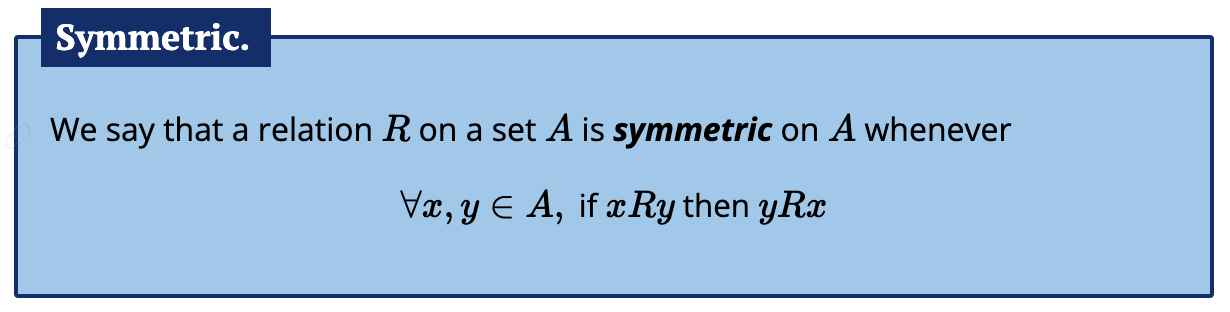 Symmetric.
We say that a relation R on a set A is symmetric on A whenever
∀x, y ∈ A, if xRy then yRx